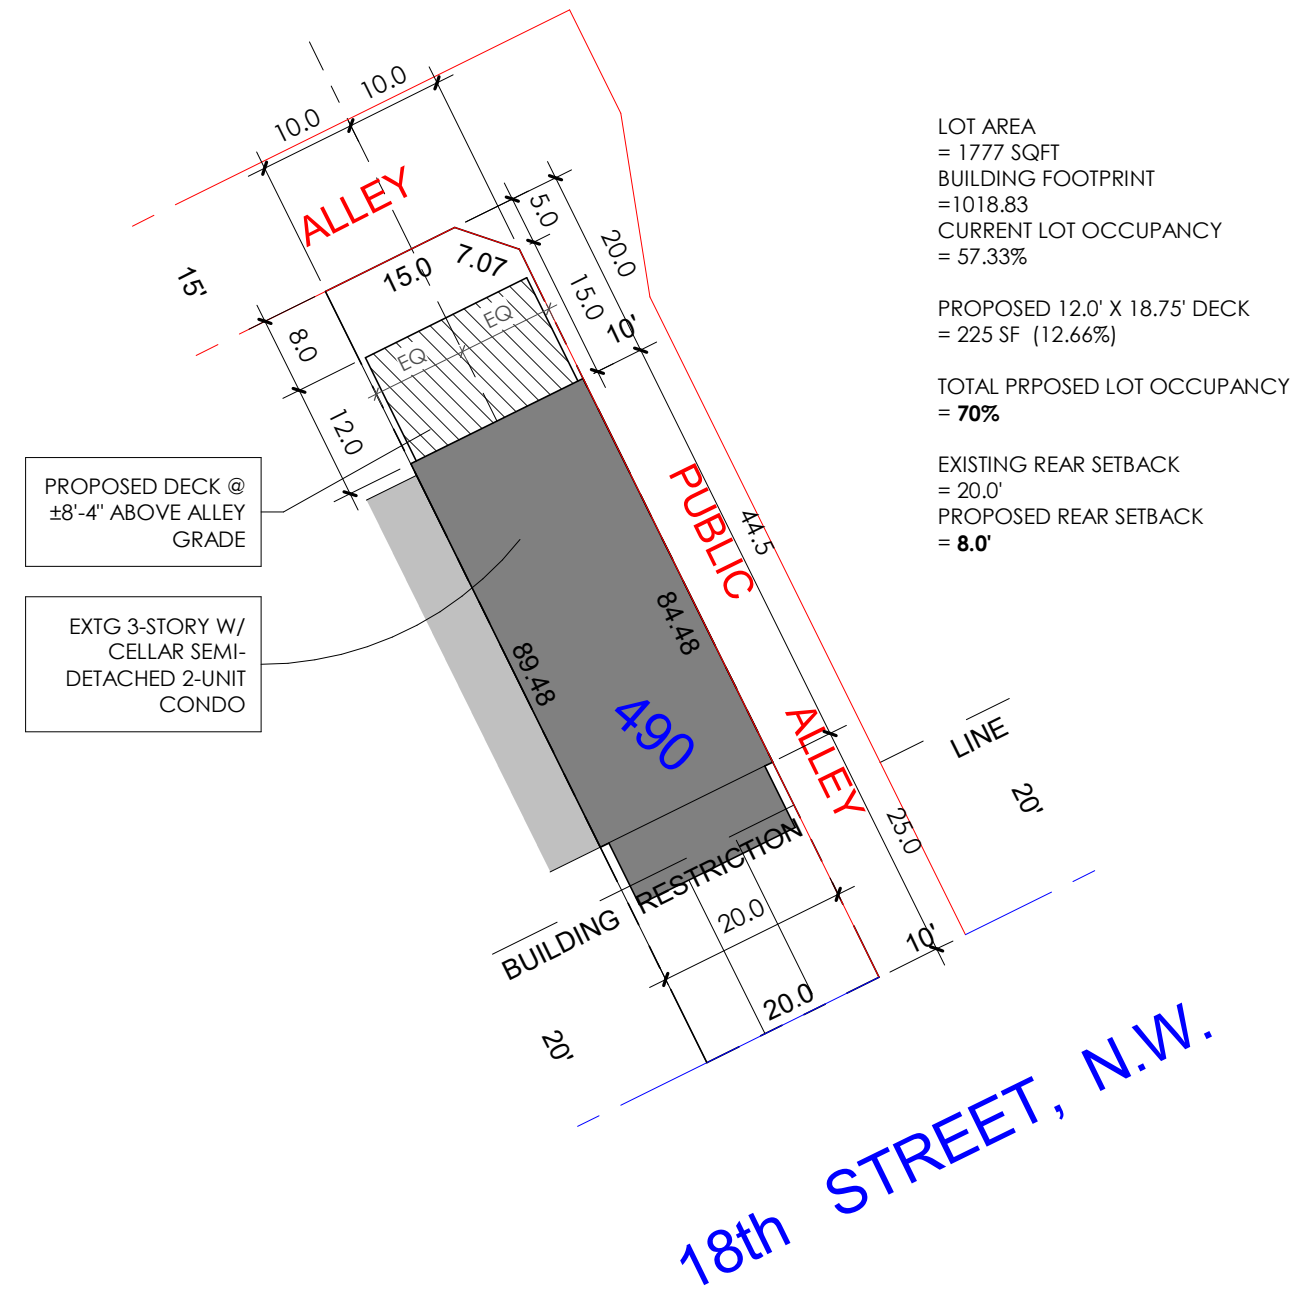 10.0
10.0
ALLEY
15'
15.0
7.07
5.0
20.0
15.0
10'
8.0
12.0
EQ
EQ
LOT AREA
= 1777 SQFT
BUILDING FOOTPRINT
=1018.83
CURRENT LOT OCCUPANCY
= 57.33%
PROPOSED 12.0' X 18.75' DECK
= 225 SF (12.66%)
TOTAL PRPOSED LOT OCCUPANCY
= 70%
EXISTING REAR SETBACK
= 20.0'
PROPOSED REAR SETBACK
= 8.0'
PROPOSED DECK @
±8'-4" ABOVE ALLEY
GRADE
EXTG 3-STORY W/
CELLAR SEMI-
DETACHED 2-UNIT
CONDO
PUBLIC
ALLEY
44.5
84.48
89.48
490
25.0
BUILDING RESTRICTION LINE
20'
20'
20.0
20.0
10'
18th STREET, N.W.